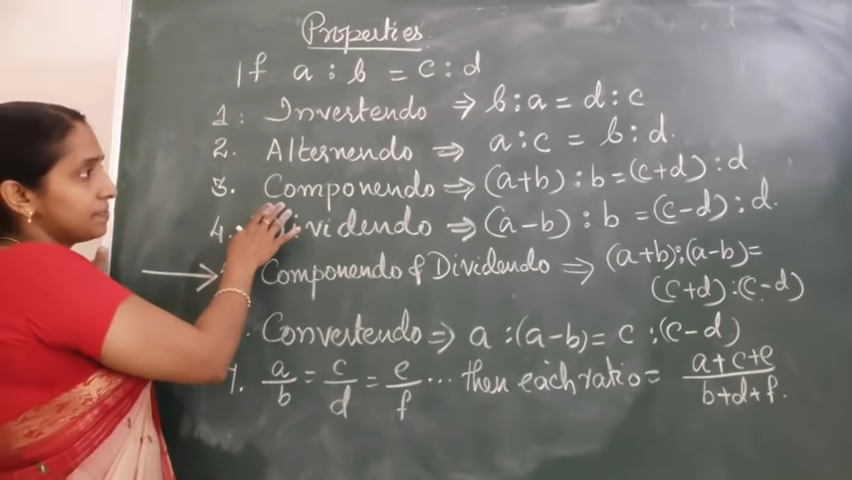 Properties
If a : b = c : d
1. Invertendo ⇒ b : a = d : c
2. Alternendo ⇒ a : c = b : d.
3. Componendo ⇒ (a+b) : b = (c+d) : d
4. Dividendo ⇒ (a-b) : b = (c-d) : d.
→ Componendo & Dividendo ⇒ (a+b):(a-b)=
(c+d):(c-d)
. Convertendo ⇒ a :(a-b)= c :(c-d)
7. a/b = c/d = e/f ... then each ratio = a+c+e/b+d+f.